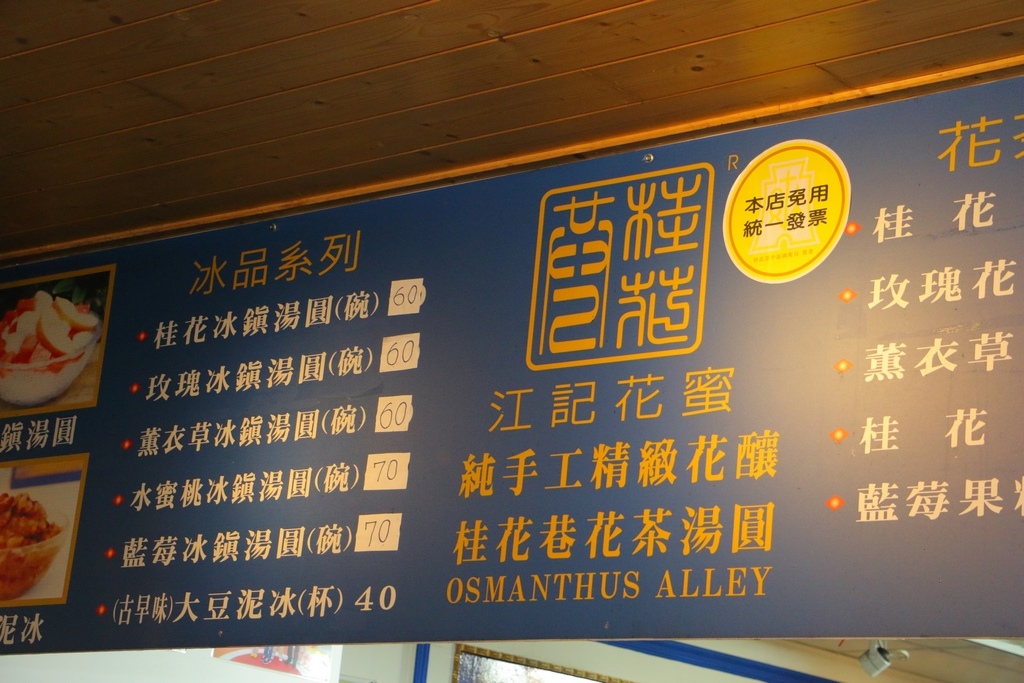 冰品系列
桂花冰鎮湯圓(碗) 60
玫瑰冰鎮湯圓(碗) 60
薰衣草冰鎮湯圓(碗) 60
水蜜桃冰鎮湯圓(碗) 70
藍莓冰鎮湯圓(碗) 70
(古早味)大豆泥冰(杯) 40
鎮湯圓
泥冰
桂花巷
R
江記花蜜
純手工精緻花釀
桂花巷花茶湯圓
OSMANTHUS ALLEY
本店免用
統一發票
花茶
桂花
玫瑰花
薰衣草
桂花
藍莓果